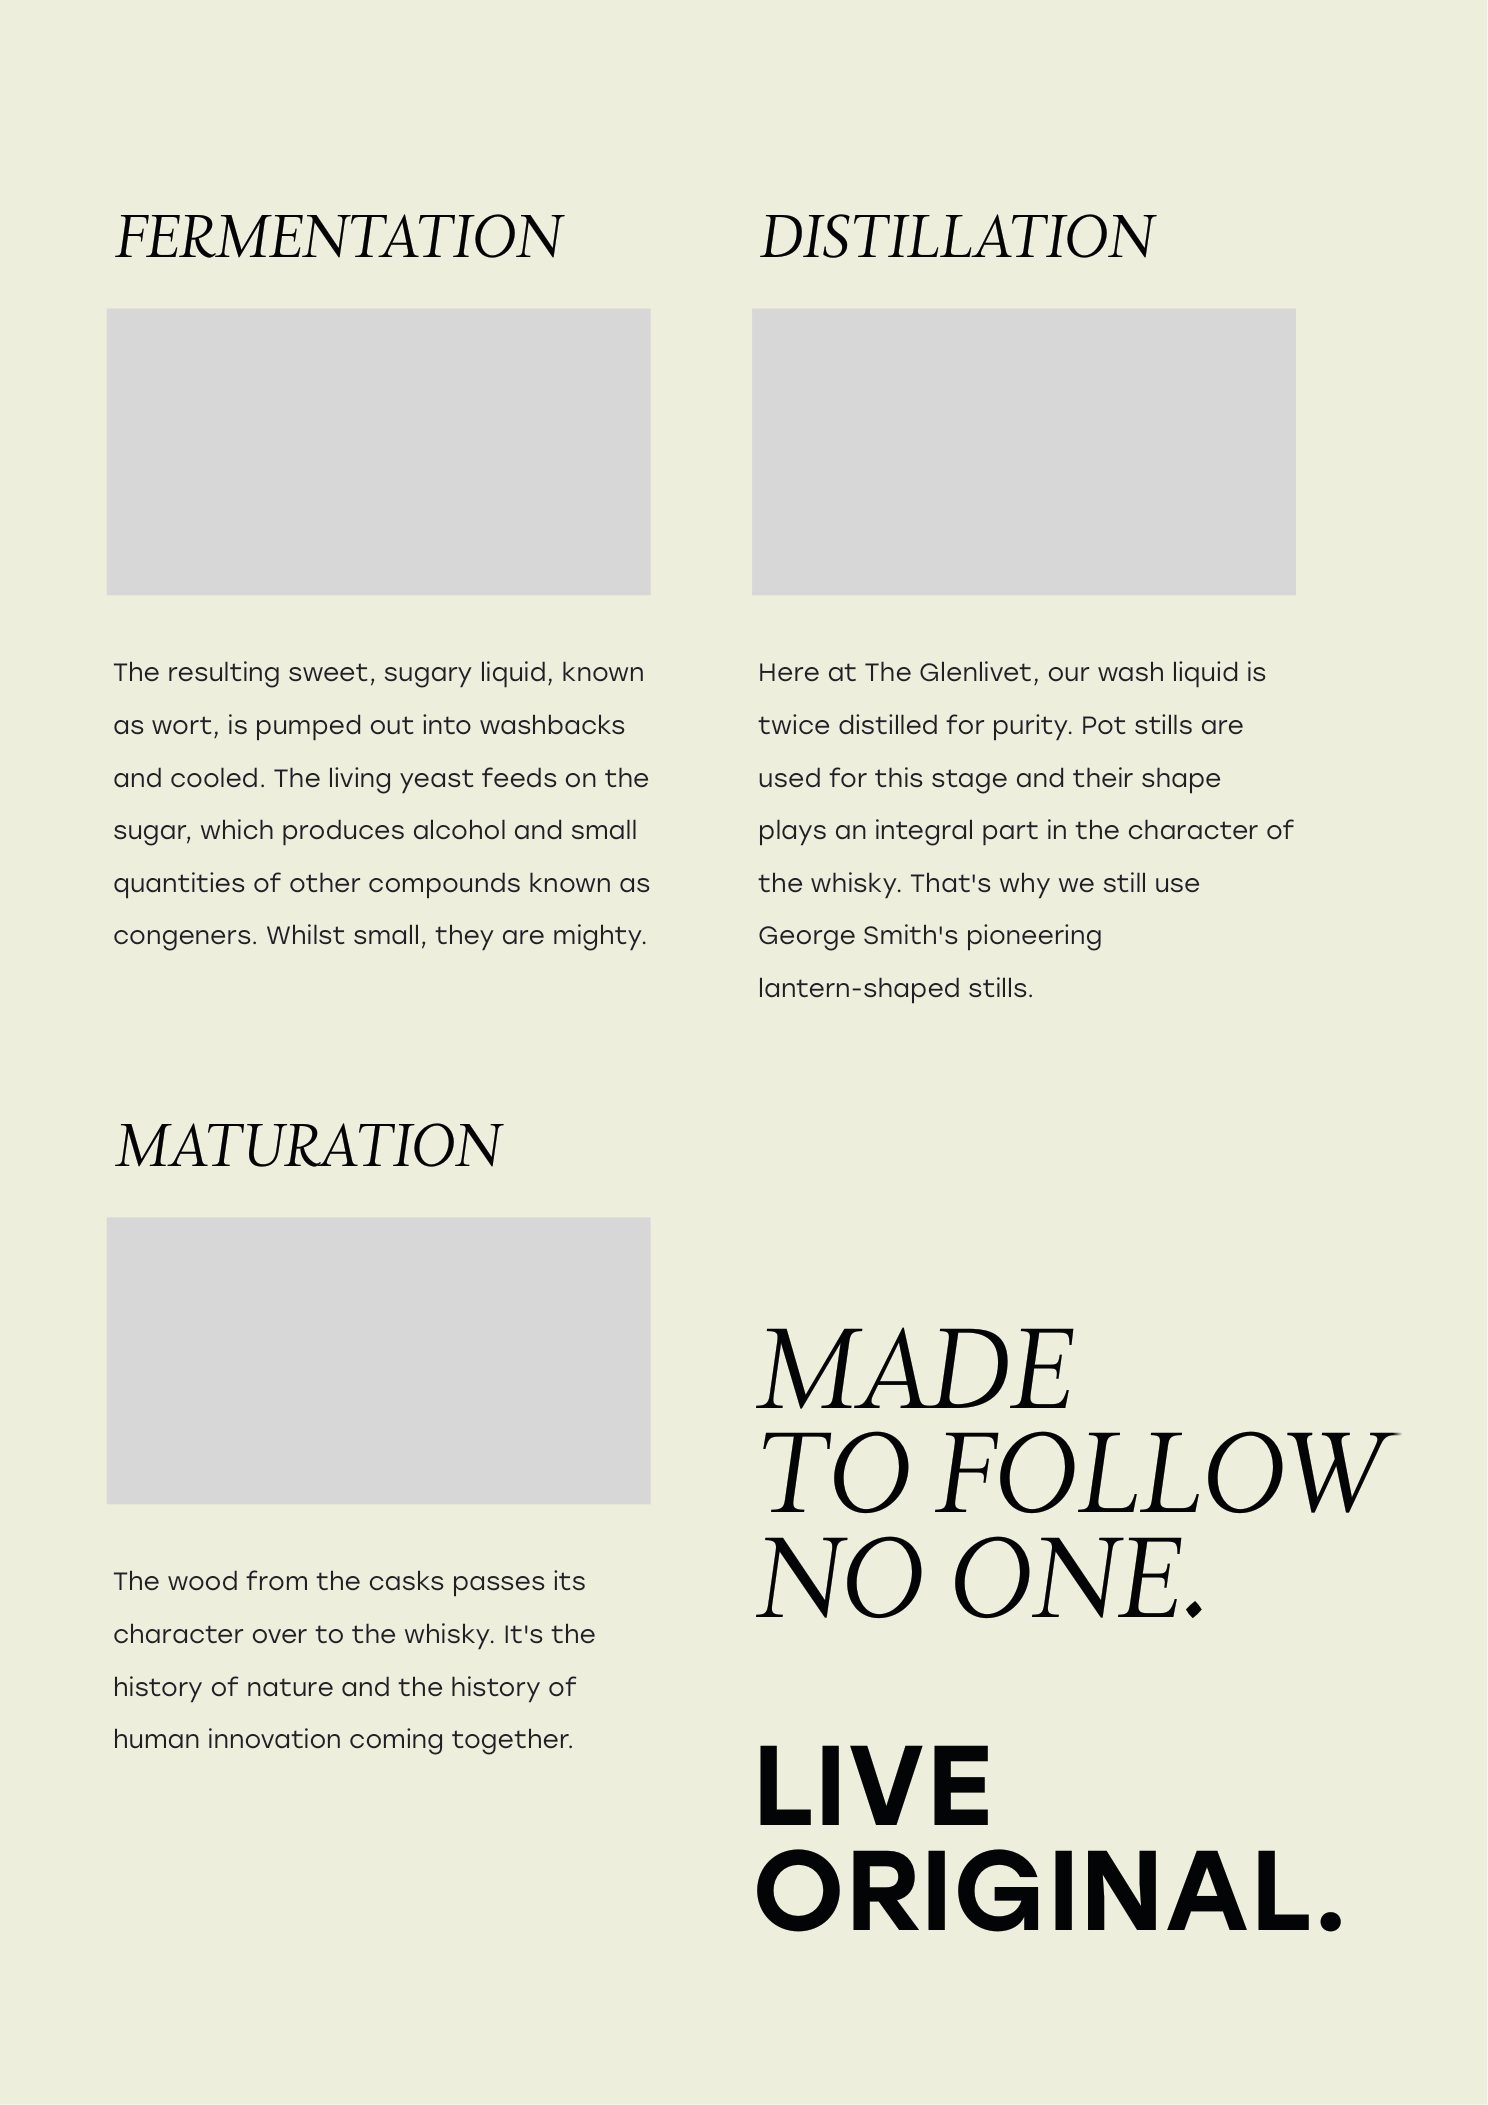 FERMENTATION
The resulting sweet, sugary liquid, known
as wort, is pumped out into washbacks
and cooled. The living yeast feeds on the
sugar, which produces alcohol and small
quantities of other compounds known as
congeners. Whilst small, they are mighty.
DISTILLATION
Here at The Glenlivet, our wash liquid is
twice distilled for purity. Pot stills are
used for this stage and their shape
plays an integral part in the character of
the whisky. That's why we still use
George Smith's pioneering
lantern-shaped stills.
MATURATION
The wood from the casks passes its
character over to the whisky. It's the
history of nature and the history of
human innovation coming together.
MADE
TO FOLLOW
NO ONE.
LIVE
ORIGINAL.